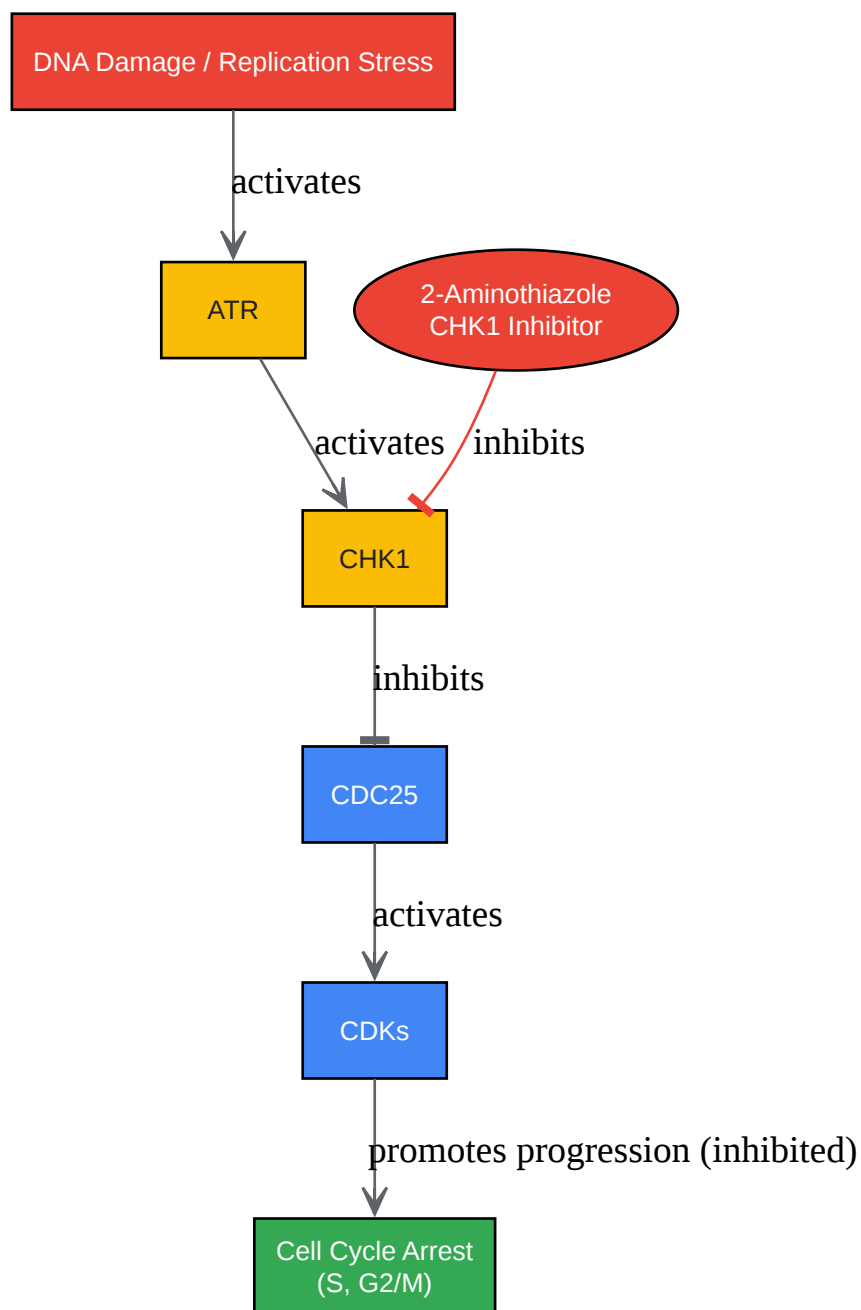 DNA Damage / Replication Stress
activates
ATR
2-Aminothiazole
CHK1 Inhibitor
activates
inhibits
CHK1
inhibits
CDC25
activates
CDKs
promotes progression (inhibited)
Cell Cycle Arrest
(S, G2/M)